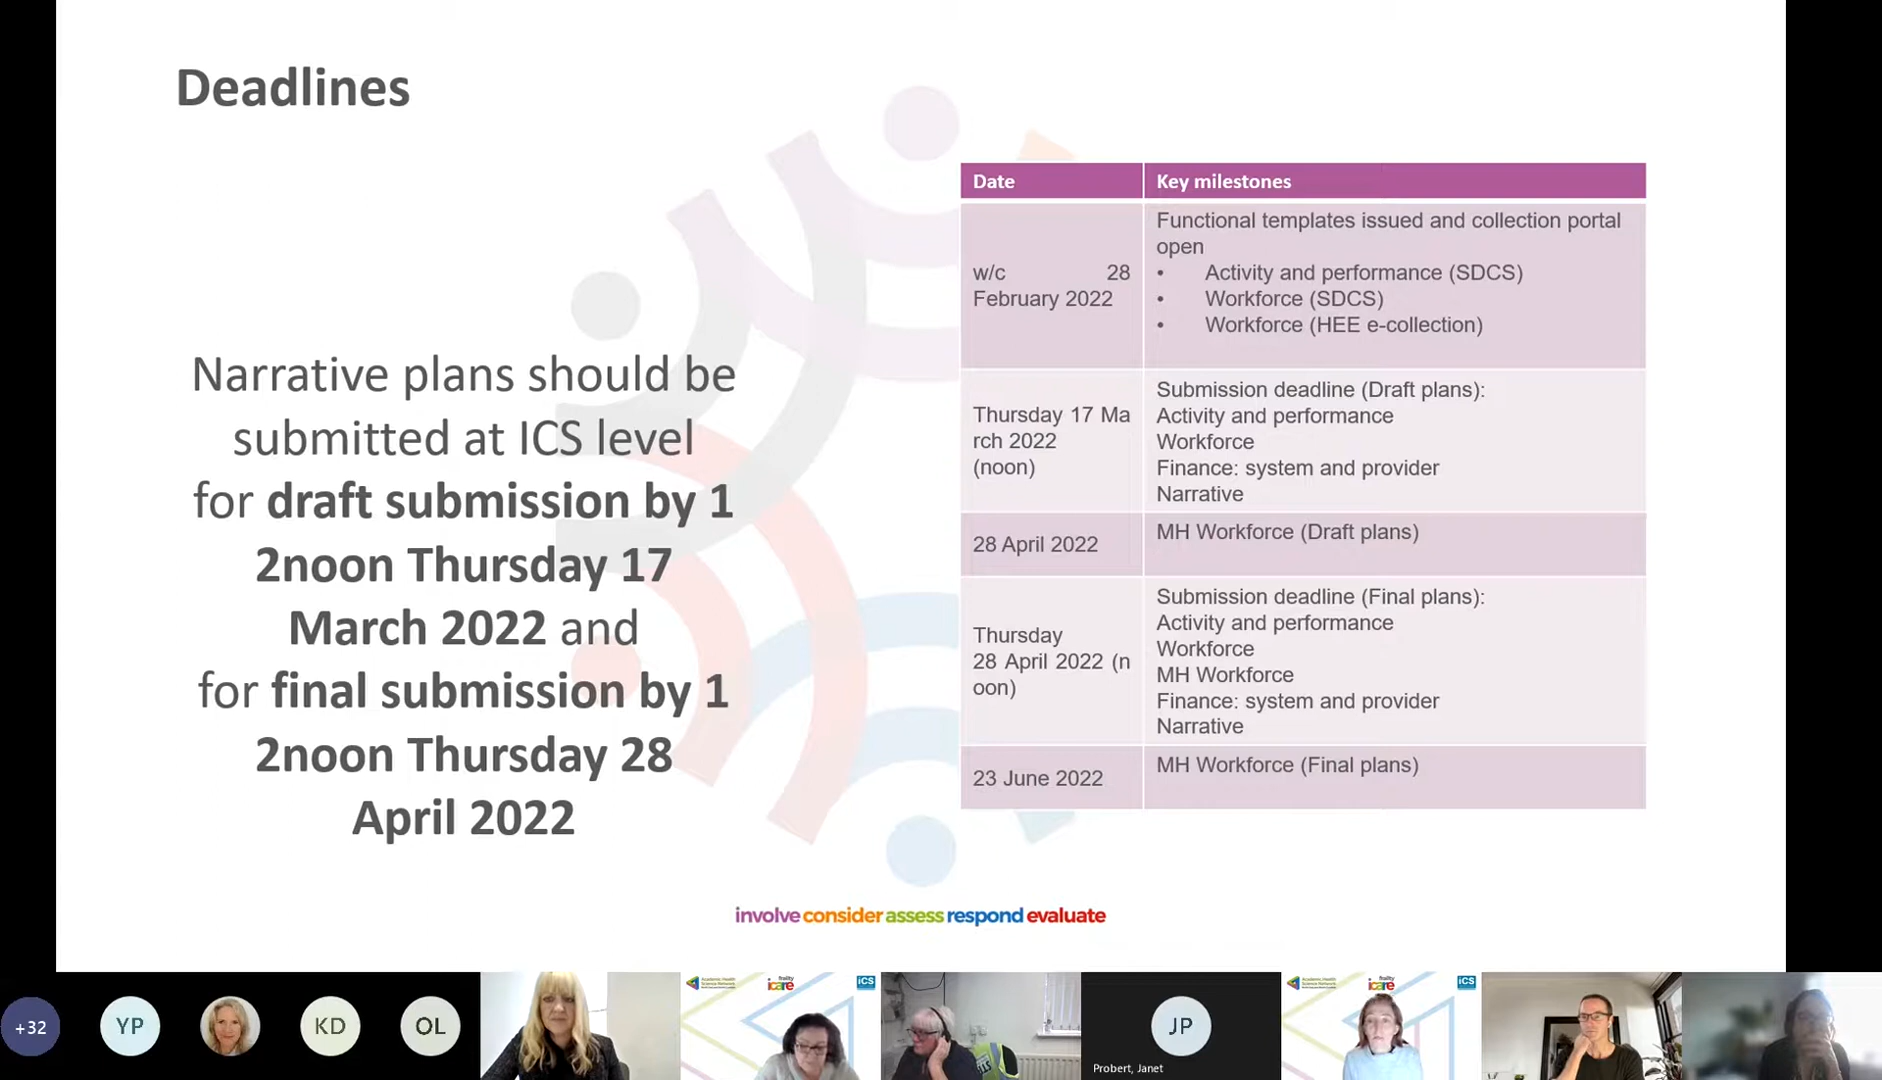 Deadlines
Narrative plans should be
submitted at ICS level
for draft submission by 1
2noon Thursday 17
March 2022 and
for final submission by 1
2noon Thursday 28
April 2022
Date Key milestones
w/c 28
February 2022
Functional templates issued and collection portal
open
• Activity and performance (SDCS)
• Workforce (SDCS)
• Workforce (HEE e-collection)
Thursday 17 Ma
rch 2022
(noon)
Submission deadline (Draft plans):
Activity and performance
Workforce
Finance: system and provider
Narrative
28 April 2022
MH Workforce (Draft plans)
Thursday
28 April 2022 (n
oon)
Submission deadline (Final plans):
Activity and performance
Workforce
MH Workforce
Finance: system and provider
Narrative
23 June 2022
MH Workforce (Final plans)
involve consider assess respond evaluate
+32
YP
KD
OL
frailty
icare
ics
JP
Probert, Janet
frailty
icare
ics